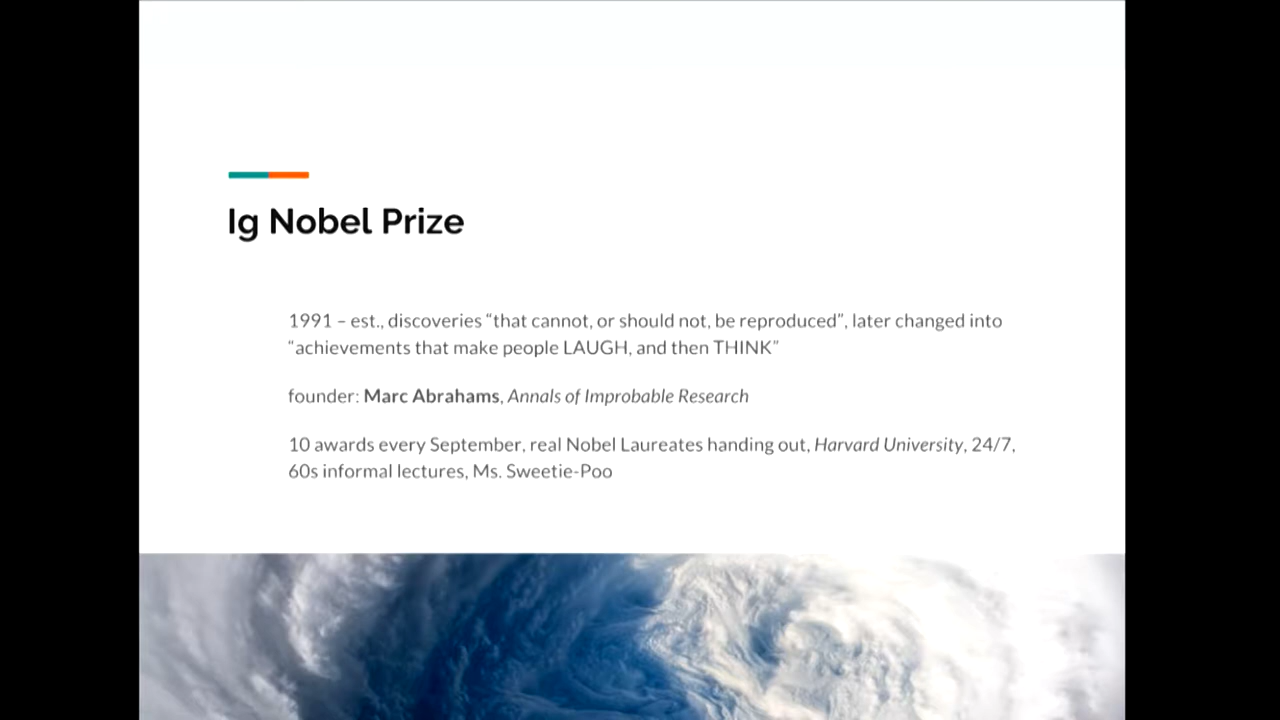 Ig Nobel Prize
1991 – est., discoveries “that cannot, or should not, be reproduced”, later changed into
“achievements that make people LAUGH, and then THINK”
founder: Marc Abrahams, Annals of Improbable Research
10 awards every September, real Nobel Laureates handing out, Harvard University, 24/7,
60s informal lectures, Ms. Sweetie-Poo